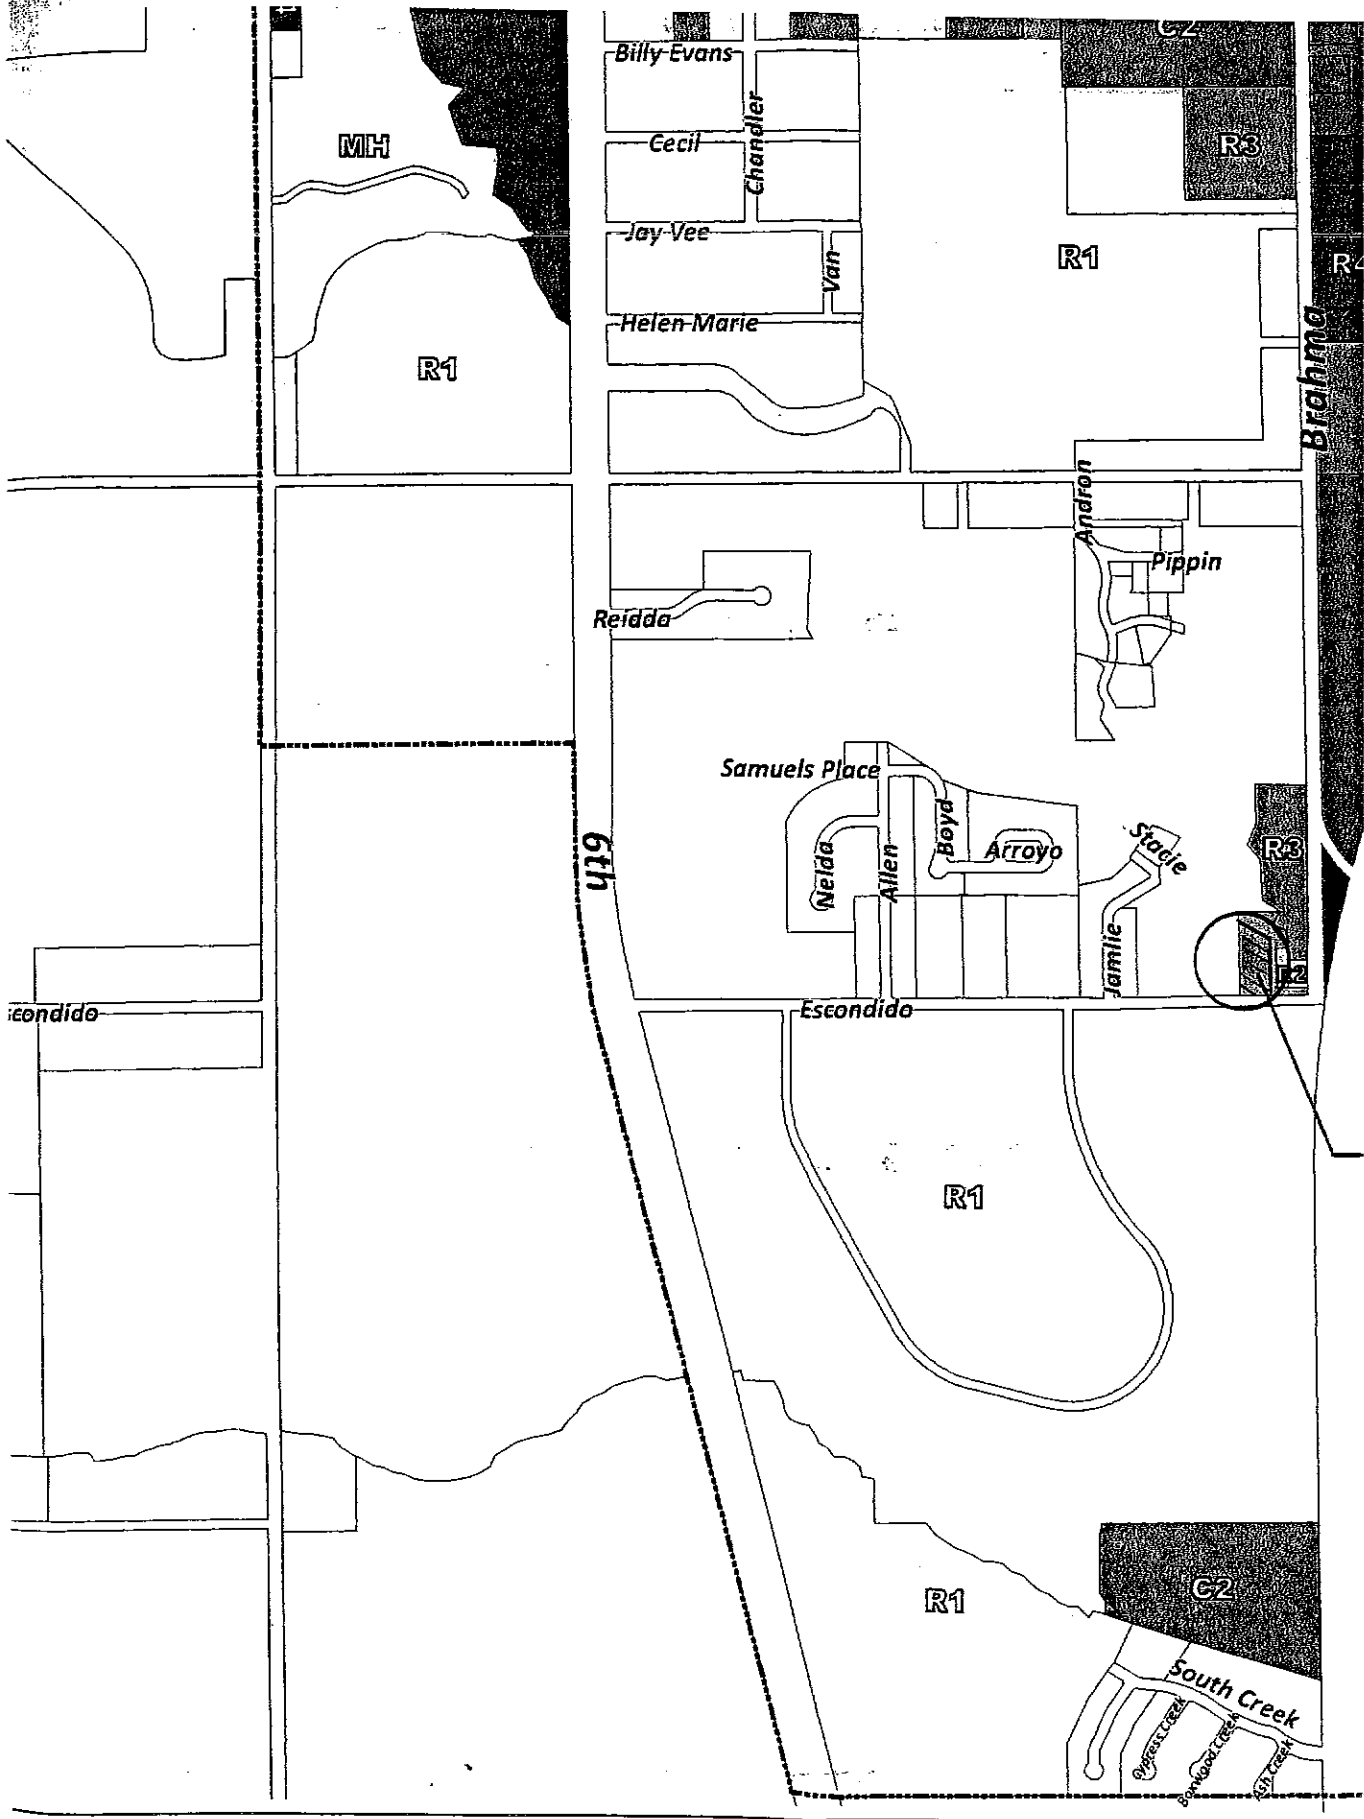 C2
Billy Evans
Chandler
Cecil
MH
R3
Jay Vee
Van
R1
R4
Helen Marie
Brahma
R1
Andron
Pippin
Reidda
Samuels Place
6th
Boyd
Arroyo
Stacie
R3
Nelda
Allen
Jamlie
R2
scondido
Escondido
R1
R1
C2
South Creek
Cypress Creek
Boxwood Creek
Ash Creek